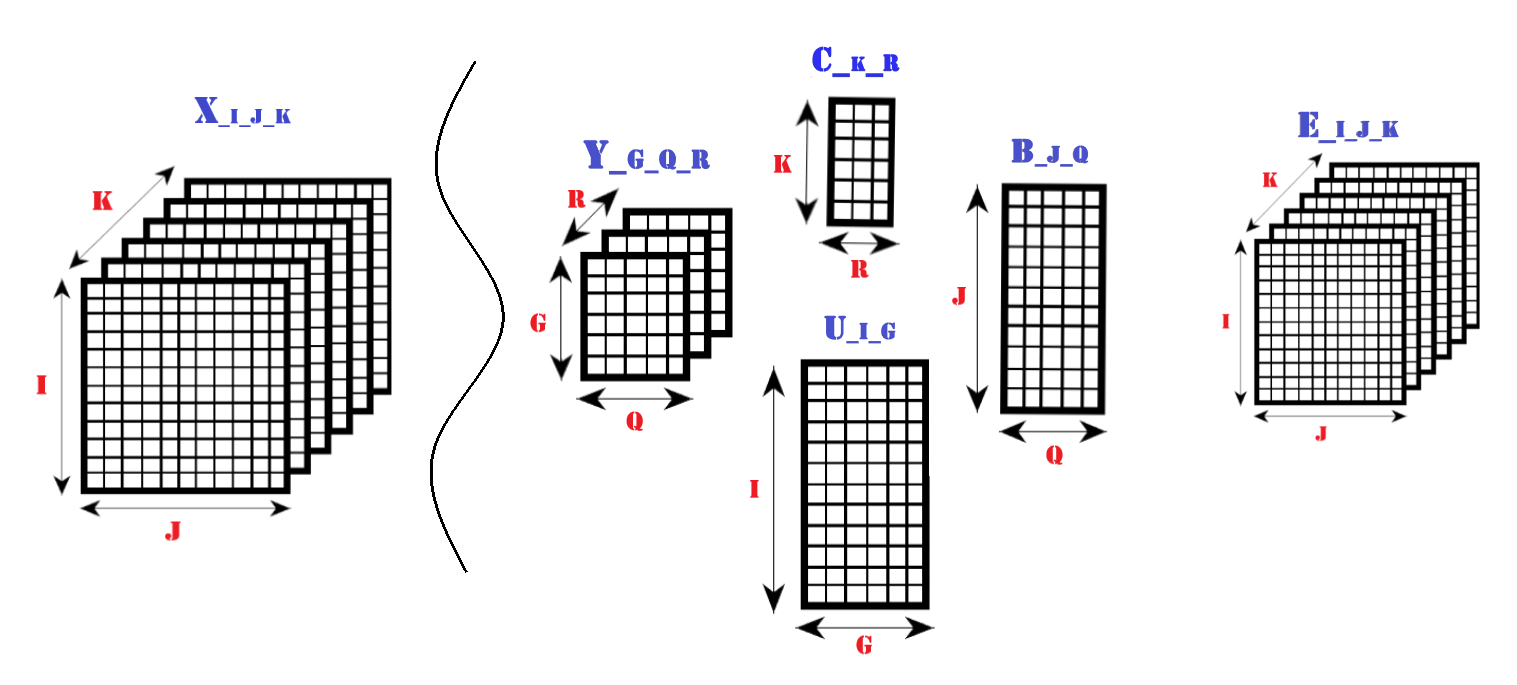 X_I_J_K
K
I
J
Y_G_Q_R
R
G
Q
C_K_R
K
R
U_I_G
I
G
B_J_Q
J
Q
E_I_J_K
K
I
J